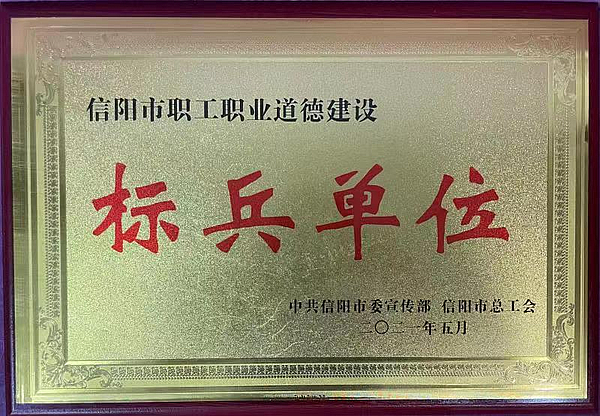 信阳市职工职业道德建设
标兵单位
中共信阳市委宣传部 信阳市总工会
二〇二一年五月